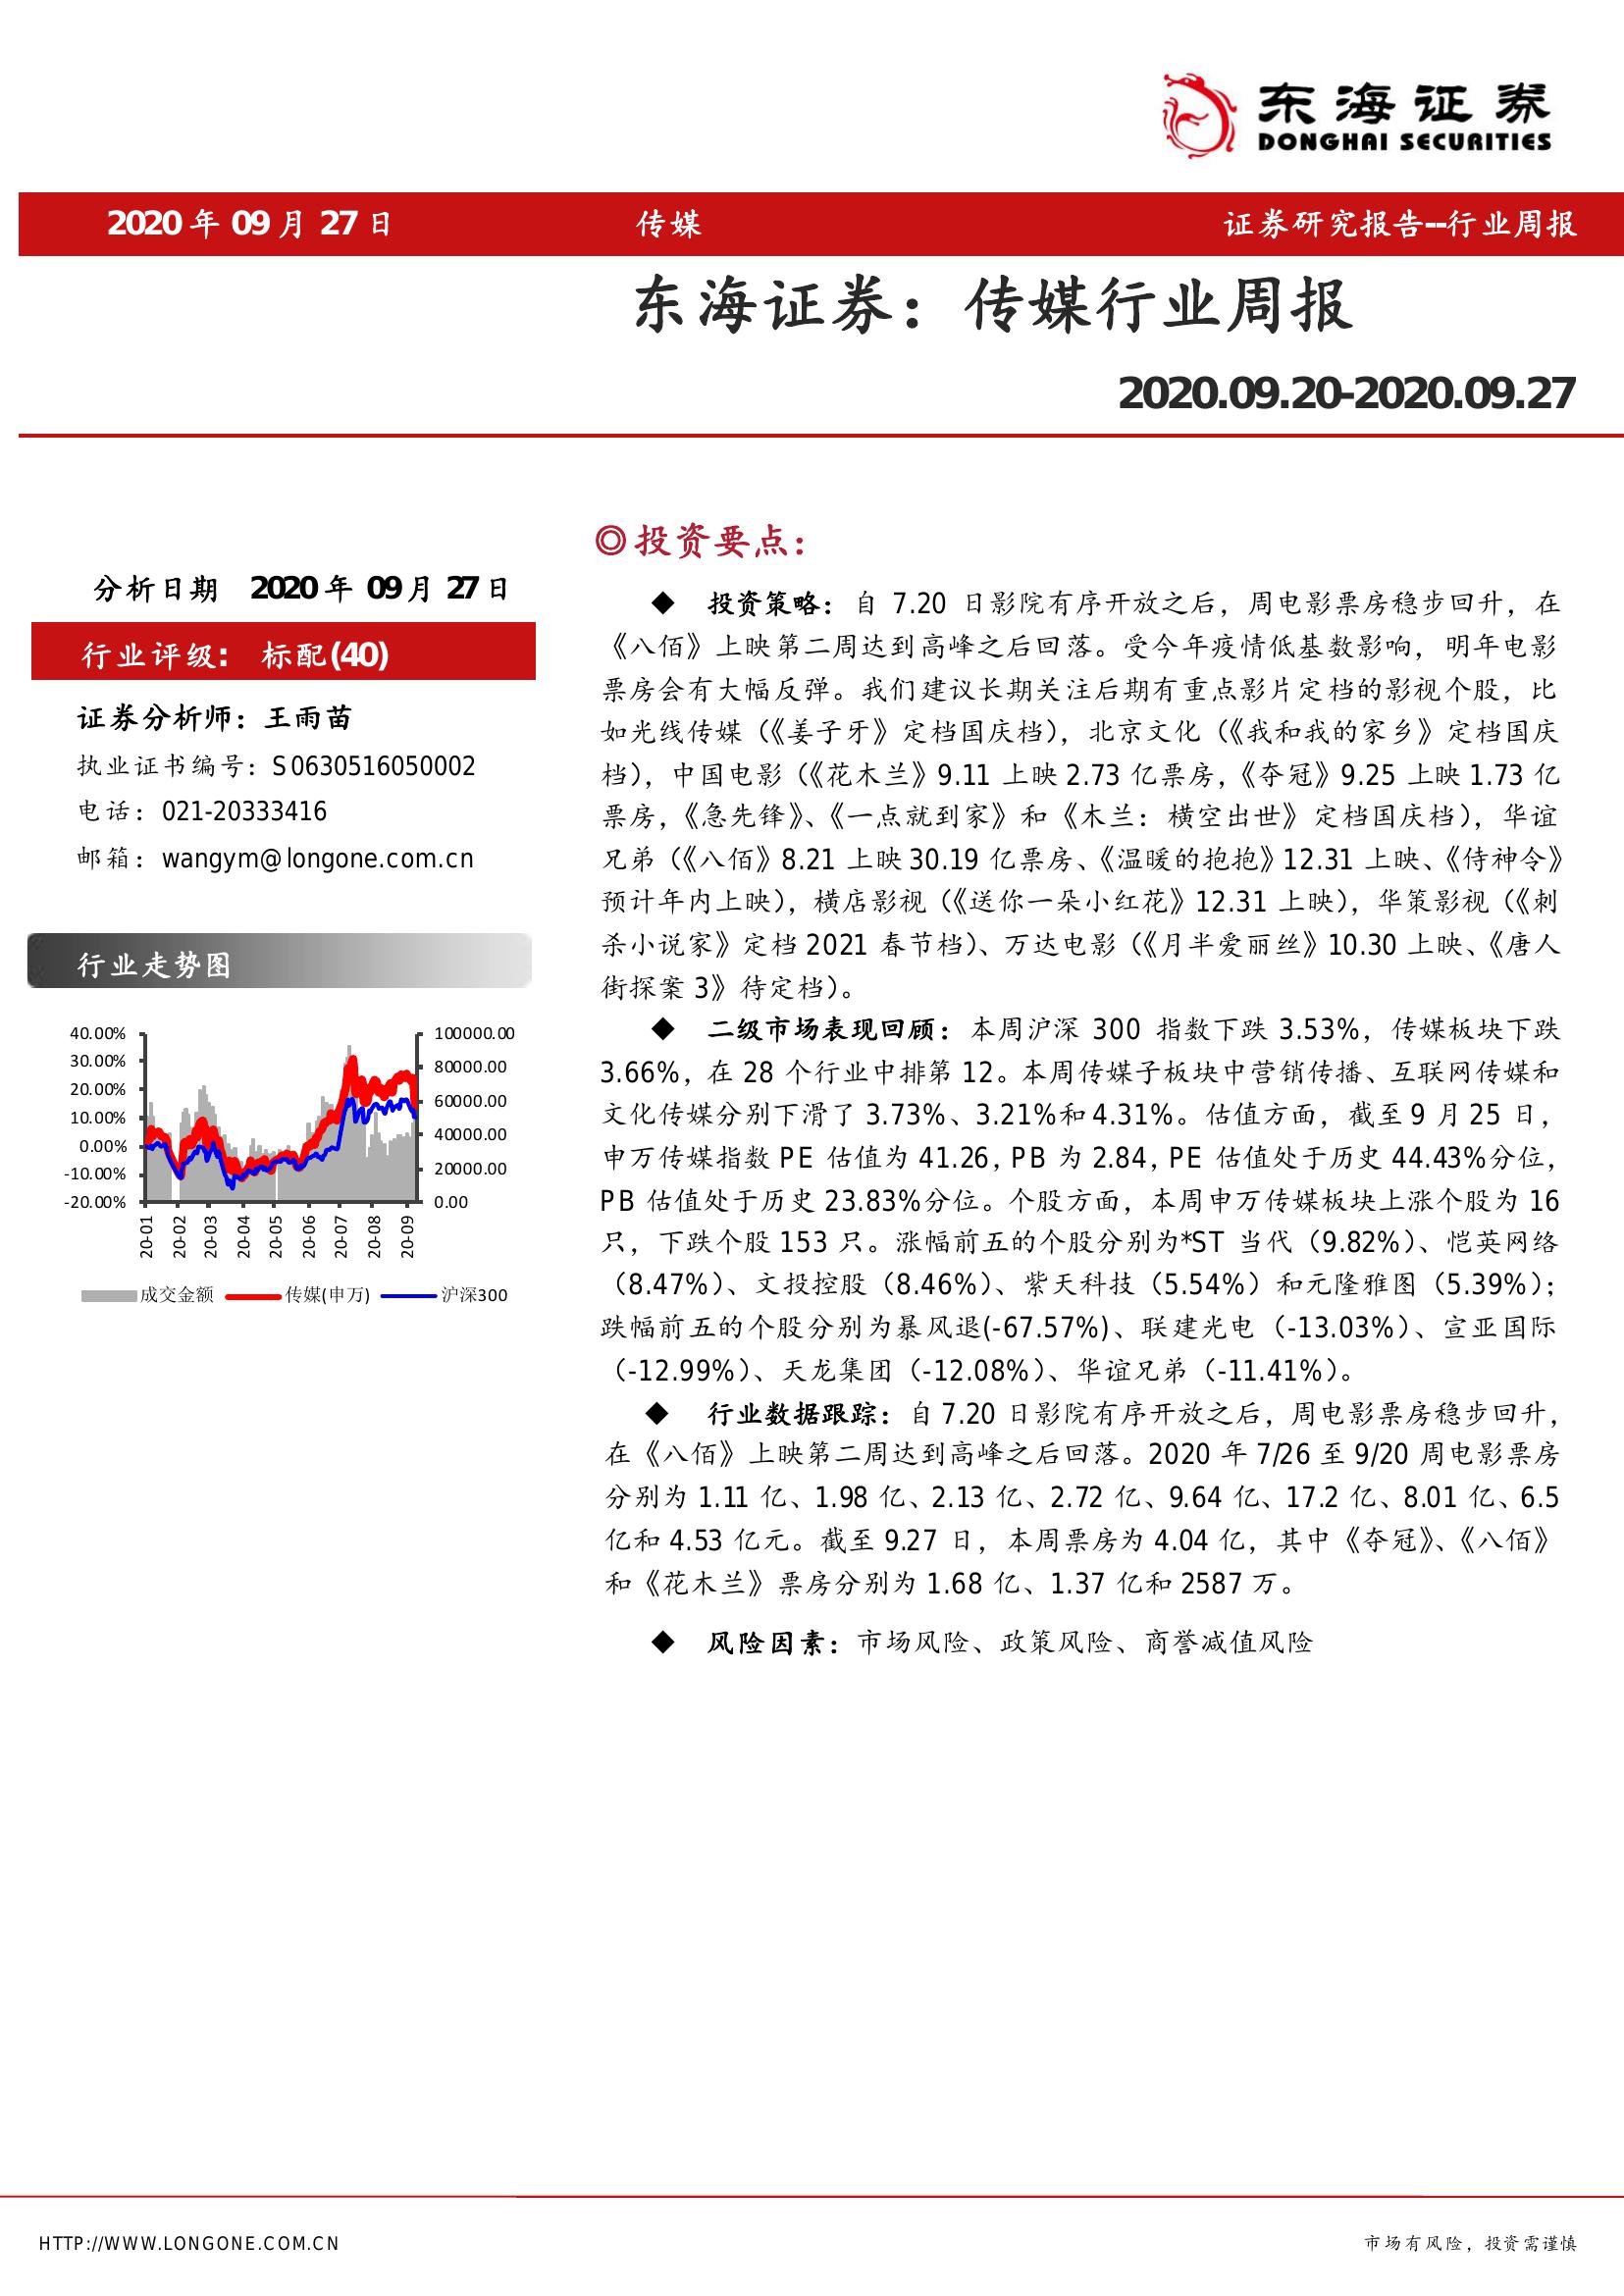 东海证券
DONGHAI SECURITIES
2020 年 09 月 27 日 传媒 证券研究报告--行业周报
东海证券：传媒行业周报
2020.09.20-2020.09.27
分析日期 2020 年 09 月 27 日
行业评级： 标配(40)
证券分析师：王雨苗
执业证书编号：S0630516050002
电话：021-20333416
邮箱：wangym@longone.com.cn
行业走势图
40.00%
30.00%
20.00%
10.00%
0.00%
-10.00%
-20.00%
100000.00
80000.00
60000.00
40000.00
20000.00
0.00
20-01
20-02
20-03
20-04
20-05
20-06
20-07
20-08
20-09
成交金额 传媒(申万) 沪深300
◎投资要点：
◆ 投资策略：自 7.20 日影院有序开放之后，周电影票房稳步回升，在
《八佰》上映第二周达到高峰之后回落。受今年疫情低基数影响，明年电影
票房会有大幅反弹。我们建议长期关注后期有重点影片定档的影视个股，比
如光线传媒（《姜子牙》定档国庆档），北京文化（《我和我的家乡》定档国庆
档），中国电影（《花木兰》9.11 上映 2.73 亿票房，《夺冠》9.25 上映 1.73 亿
票房，《急先锋》、《一点就到家》和《木兰：横空出世》定档国庆档），华谊
兄弟（《八佰》8.21 上映 30.19 亿票房、《温暖的抱抱》12.31 上映、《侍神令》
预计年内上映），横店影视（《送你一朵小红花》12.31 上映），华策影视（《刺
杀小说家》定档 2021 春节档）、万达电影（《月半爱丽丝》10.30 上映、《唐人
街探案 3》待定档）。
◆ 二级市场表现回顾：本周沪深 300 指数下跌 3.53%，传媒板块下跌
3.66%，在 28 个行业中排第 12。本周传媒子板块中营销传播、互联网传媒和
文化传媒分别下滑了 3.73%、3.21%和 4.31%。估值方面，截至 9 月 25 日，
申万传媒指数 PE 估值为 41.26，PB 为 2.84，PE 估值处于历史 44.43%分位，
PB 估值处于历史 23.83%分位。个股方面，本周申万传媒板块上涨个股为 16
只，下跌个股 153 只。涨幅前五的个股分别为*ST 当代（9.82%）、恺英网络
（8.47%）、文投控股（8.46%）、紫天科技（5.54%）和元隆雅图（5.39%）；
跌幅前五的个股分别为暴风退(-67.57%)、联建光电（-13.03%）、宣亚国际
（-12.99%）、天龙集团（-12.08%）、华谊兄弟（-11.41%）。
◆ 行业数据跟踪：自 7.20 日影院有序开放之后，周电影票房稳步回升，
在《八佰》上映第二周达到高峰之后回落。2020 年 7/26 至 9/20 周电影票房
分别为 1.11 亿、1.98 亿、2.13 亿、2.72 亿、9.64 亿、17.2 亿、8.01 亿、6.5
亿和 4.53 亿元。截至 9.27 日，本周票房为 4.04 亿，其中《夺冠》、《八佰》
和《花木兰》票房分别为 1.68 亿、1.37 亿和 2587 万。
◆ 风险因素：市场风险、政策风险、商誉减值风险
HTTP://WWW.LONGONE.COM.CN 市场有风险，投资需谨慎